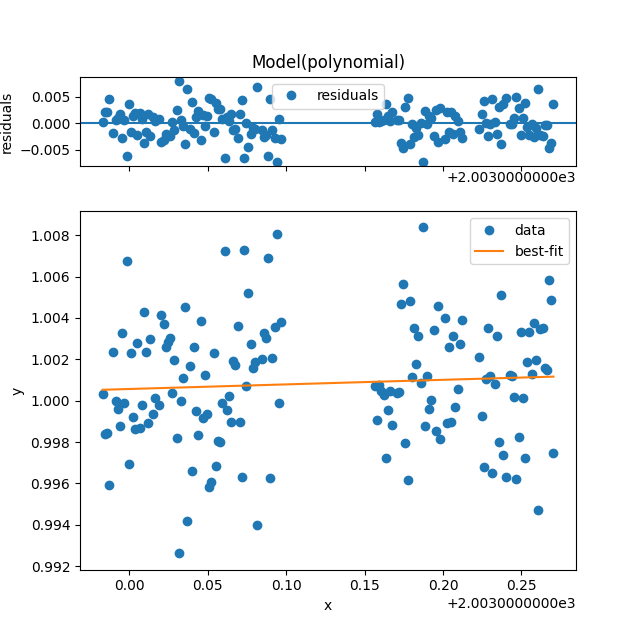 Model(polynomial)
residuals
0.005
0.000
−0.005
residuals
+2.0030000000e3
1.008
1.006
1.004
1.002
1.000
0.998
0.996
0.994
0.992
y
data
best-fit
0.00 0.05 0.10 0.15 0.20 0.25
x
+2.0030000000e3